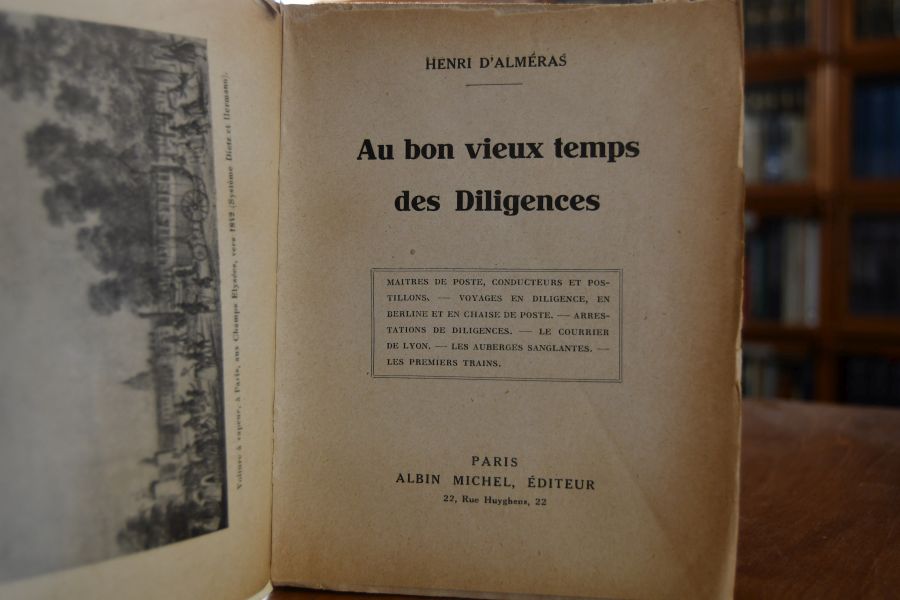 Voiture à vapeur, à Paris, aux Champs Elysées, vers 1842 (Système Dietz et Hermann).
HENRI D'ALMÉRAS
Au bon vieux temps
des Diligences
MAITRES DE POSTE, CONDUCTEURS ET POS-
TILLONS. — VOYAGES EN DILIGENCE, EN
BERLINE ET EN CHAISE DE POSTE. — ARRES-
TATIONS DE DILIGENCES. — LE COURRIER
DE LYON. — LES AUBERGES SANGLANTES. —
LES PREMIERS TRAINS.
PARIS
ALBIN MICHEL, ÉDITEUR
22, Rue Huyghens, 22